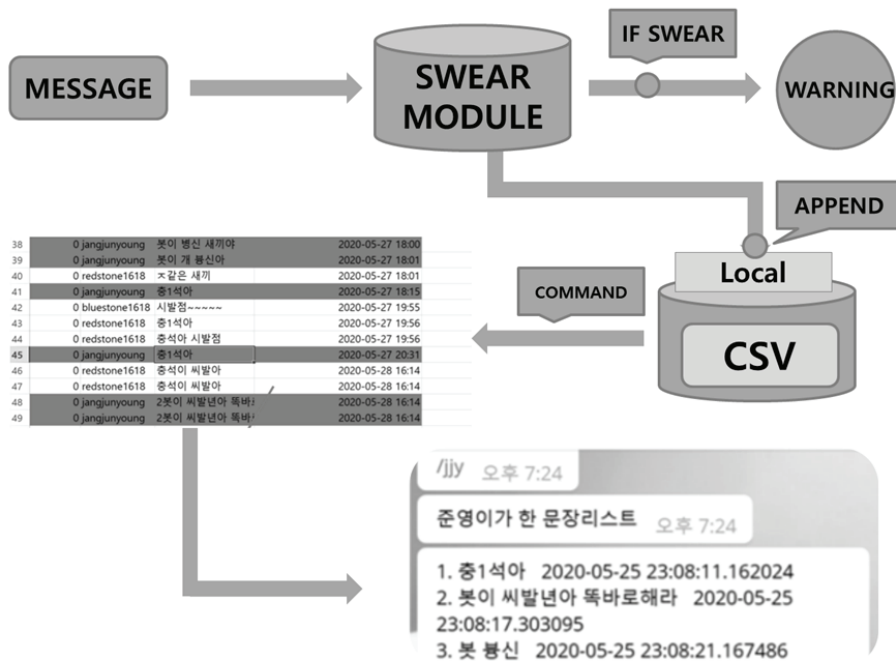 IF SWEAR
MESSAGE
SWEAR
MODULE
WARNING
APPEND
Local
CSV
COMMAND
38 0 jangjunyoung 봇이 병신 새끼야 2020-05-27 18:00
39 0 jangjunyoung 봇이 개 븅신아 2020-05-27 18:01
40 0 redstone1618 ㅈ같은 새끼 2020-05-27 18:01
41 0 jangjunyoung 충1석아 2020-05-27 18:15
42 0 bluestone1618 시발점~~~~~ 2020-05-27 19:55
43 0 redstone1618 충1석아 2020-05-27 19:56
44 0 redstone1618 충석아 시발점 2020-05-27 19:56
45 0 jangjunyoung 충1석아 2020-05-27 20:31
46 0 redstone1618 충석이 씨발아 2020-05-28 16:14
47 0 redstone1618 충석이 씨발아 2020-05-28 16:14
48 0 jangjunyoung 2봇이 씨발년아 똑바 2020-05-28 16:14
49 0 jangjunyoung 2봇이 씨발년아 똑바 2020-05-28 16:14
/jjy 오후 7:24
준영이가 한 문장리스트 오후 7:24
1. 충1석아 2020-05-25 23:08:11.162024
2. 봇이 씨발년아 똑바로해라 2020-05-25
23:08:17.303095
3. 봇 븅신 2020-05-25 23:08:21.167486